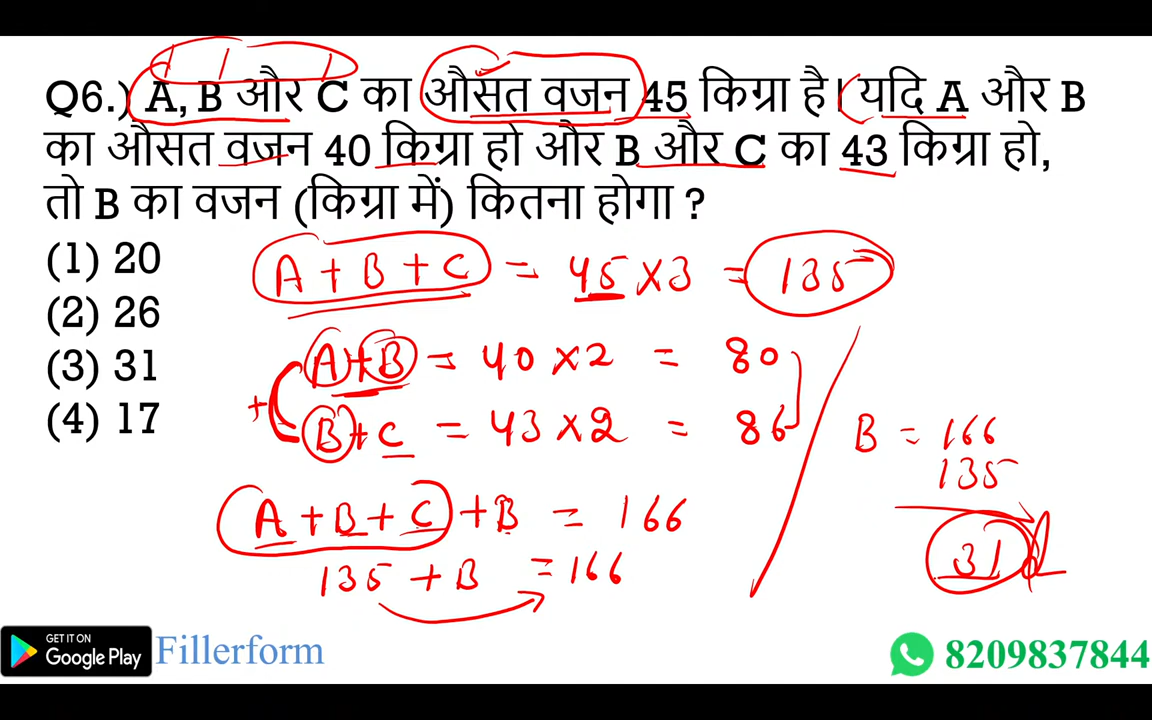 Q6.) A, B और C का औसत वजन 45 किग्रा है। यदि A और B
का औसत वजन 40 किग्रा हो और B और C का 43 किग्रा हो,
तो B का वजन (किग्रा में) कितना होगा ?
(1) 20
(2) 26
(3) 31
(4) 17
A + B + C = 45 × 3 = 135
A + B = 40 × 2 = 80
+ B + C = 43 × 2 = 86
A + B + C + B = 166
135 + B = 166
B = 166
135
31
GET IT ON
Google Play
Fillerform
8209837844